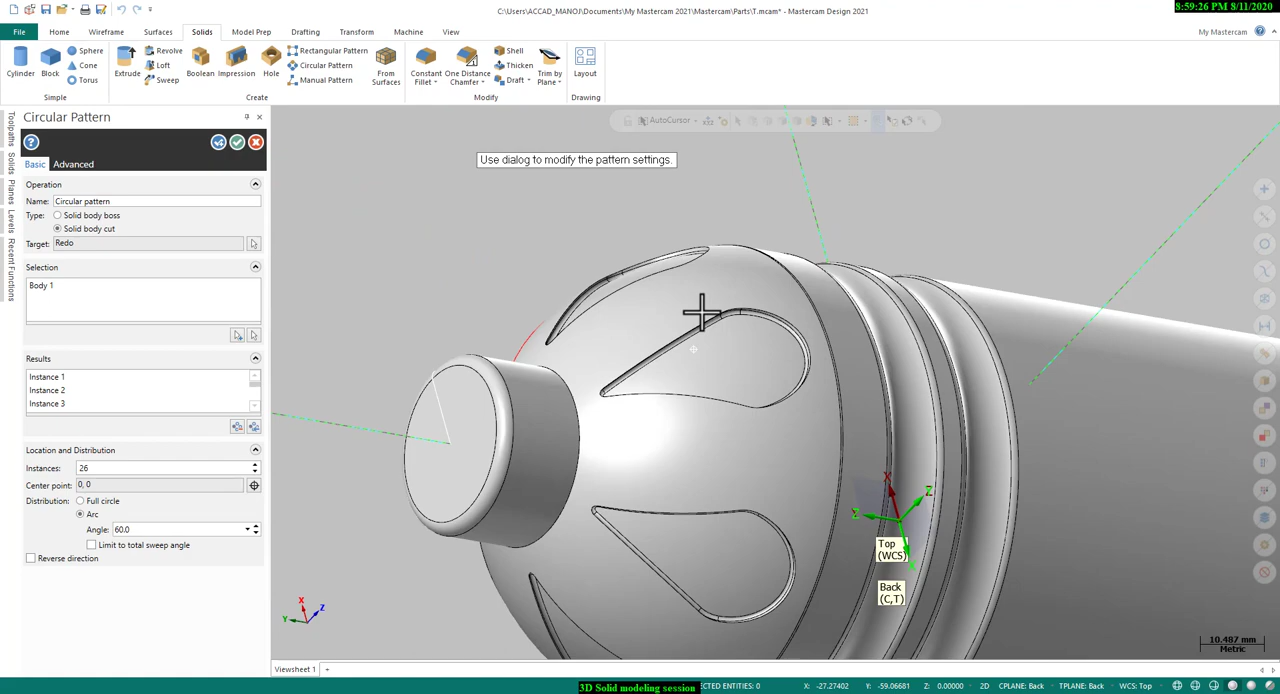 C:\Users\ACCAD_MANOJ\Documents\My Mastercam 2021\Mastercam\Parts\T.mcam* - Mastercam Design 2021
8:59:26 PM 8/11/2020
File Home Wireframe Surfaces Solids Model Prep Drafting Transform Machine View
My Mastercam
Cylinder Block
Sphere
Cone
Torus
Simple
Extrude
Revolve
Loft
Sweep
Boolean Impression Hole
Rectangular Pattern
Circular Pattern
Manual Pattern
From Surfaces
Create
Constant Fillet
One Distance Chamfer
Shell
Thicken
Draft
Trim by Plane
Modify
Layout
Drawing
Toolpaths
Solids
Planes
Levels
Recent Functions
Circular Pattern
Basic Advanced
Operation
Name: Circular pattern
Type: Solid body boss
Solid body cut
Target: Redo
Selection
Body 1
Results
Instance 1
Instance 2
Instance 3
Location and Distribution
Instances: 26
Center point: 0, 0
Distribution: Full circle
Arc
Angle: 60.0
Limit to total sweep angle
Reverse direction
AutoCursor
Use dialog to modify the pattern settings.
X
Z
Z
X
Top
(WCS)
Back
(C,T)
X
Z
Y
10.487 mm
Metric
Viewsheet 1 +
3D Solid modeling session
ECTED ENTITIES: 0 X: -27.27402 Y: -59.06681 Z: 0.00000 2D CPLANE: Back TPLANE: Back WCS: Top